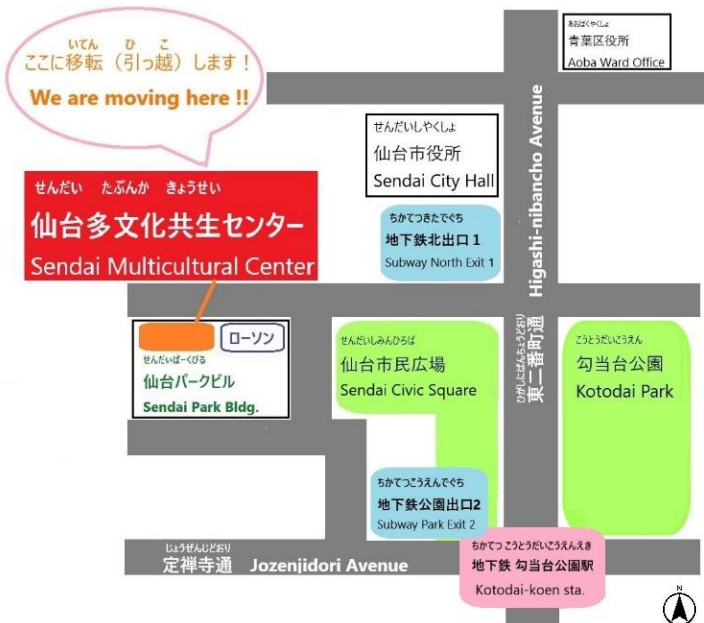 いてん ひ こ
ここに移転（引っ越）します！
We are moving here !!
せんだい たぶんか きょうせい
仙台多文化共生センター
Sendai Multicultural Center
あおばくやくしょ
青葉区役所
Aoba Ward Office
せんだいしやくしょ
仙台市役所
Sendai City Hall
ちかてつきたでぐち
地下鉄北出口 1
Subway North Exit 1
ひがしにばんちょうどおり
東二番町通 Higashi-nibancho Avenue
ローソン
せんだいぱーくびる
仙台パークビル
Sendai Park Bldg.
せんだいしみんひろば
仙台市民広場
Sendai Civic Square
こうとうだいこうえん
勾当台公園
Kotodai Park
ちかてつこうえんでぐち
地下鉄公園出口2
Subway Park Exit 2
じょうぜんじどおり
定禅寺通 Jozenjidori Avenue
ちかてつ こうとうだいこうえんえき
地下鉄 勾当台公園駅
Kotodai-koen sta.
N